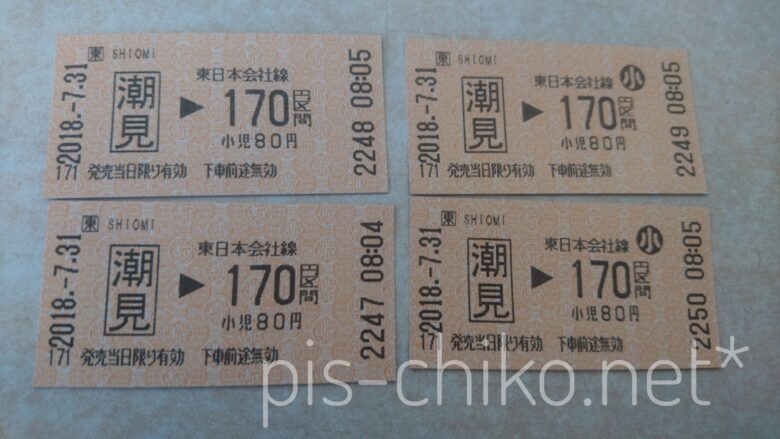 東 SHIOMI
2018.-7.31
潮見
東日本会社線
▶ 170円区間
小児80円
171
発売当日限り有効 下車前途無効
2248 08:05
東 SHIOMI
2018.-7.31
潮見
東日本会社線 小
▶ 170円区間
小児80円
171
発売当日限り有効 下車前途無効
2249 08:05
東 SHIOMI
2018.-7.31
潮見
東日本会社線
▶ 170円区間
小児80円
171
発売当日限り有効 下車前途無効
2247 08:04
東 SHIOMI
2018.-7.31
潮見
東日本会社線 小
▶ 170円区間
小児80円
171
発売当日限り有効 下車前途無効
2250 08:05
pis-chiko.net*